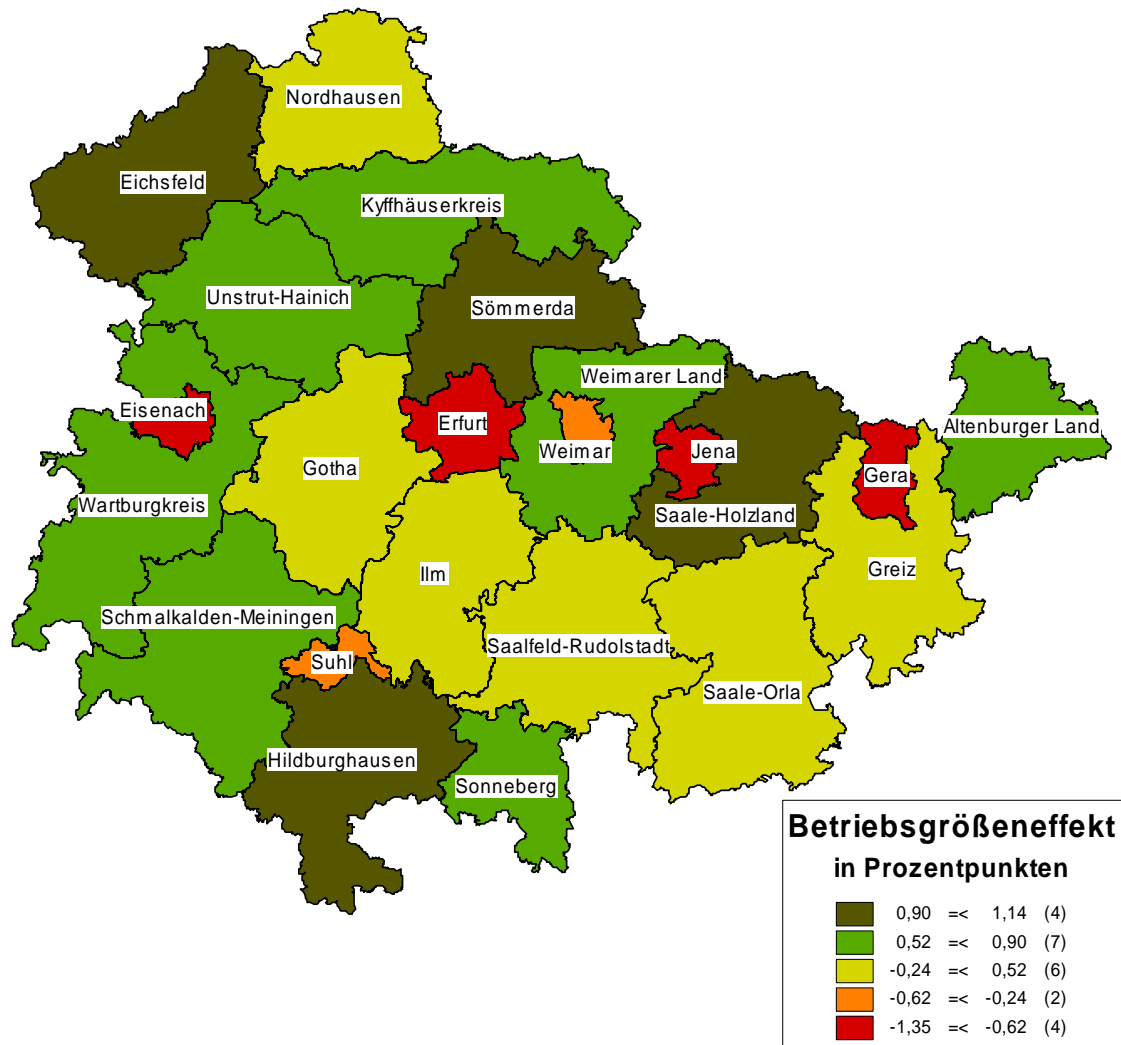 Nordhausen
Eichsfeld
Kyffhäuserkreis
Unstrut-Hainich
Sömmerda
Weimarer Land
Eisenach
Erfurt
Weimar
Jena
Altenburger Land
Gotha
Gera
Wartburgkreis
Saale-Holzland
Ilm
Greiz
Schmalkalden-Meiningen
Saalfeld-Rudolstadt
Suhl
Saale-Orla
Hildburghausen
Sonneberg
Betriebsgrößeneffekt
in Prozentpunkten
0,90 =< 1,14 (4)
0,52 =< 0,90 (7)
-0,24 =< 0,52 (6)
-0,62 =< -0,24 (2)
-1,35 =< -0,62 (4)